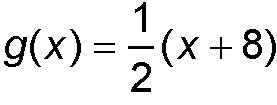 g(x) = 1/2 (x + 8)